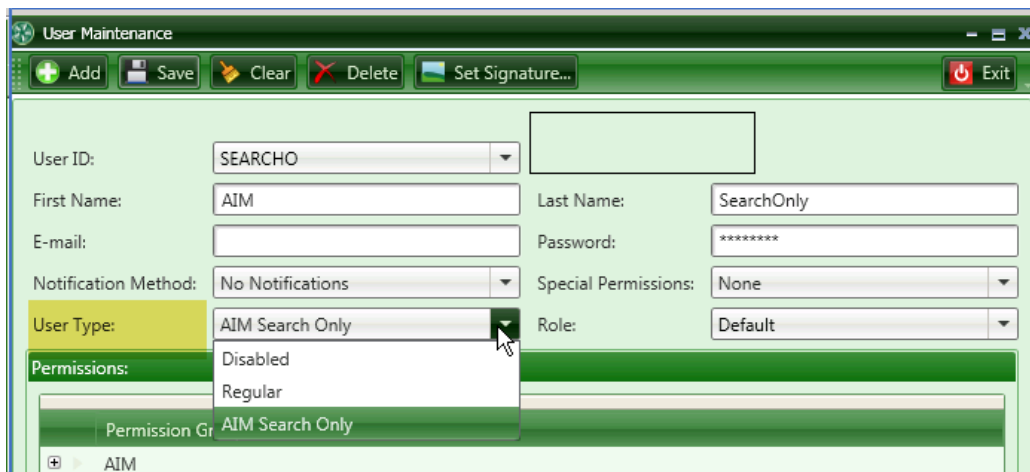 User Maintenance
Add Save Clear Delete Set Signature... Exit
User ID: SEARCHO
First Name: AIM Last Name: SearchOnly
E-mail: Password: ********
Notification Method: No Notifications Special Permissions: None
User Type: AIM Search Only Role: Default
Disabled
Permissions:
Regular
AIM Search Only
Permission Gr
AIM